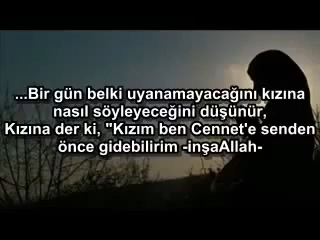 ...Bir gün belki uyanamayacağını kızına
nasıl söyleyeceğini düşünür,
Kızına der ki, "Kızım ben Cennet'e senden
önce gidebilirim -inşaAllah-